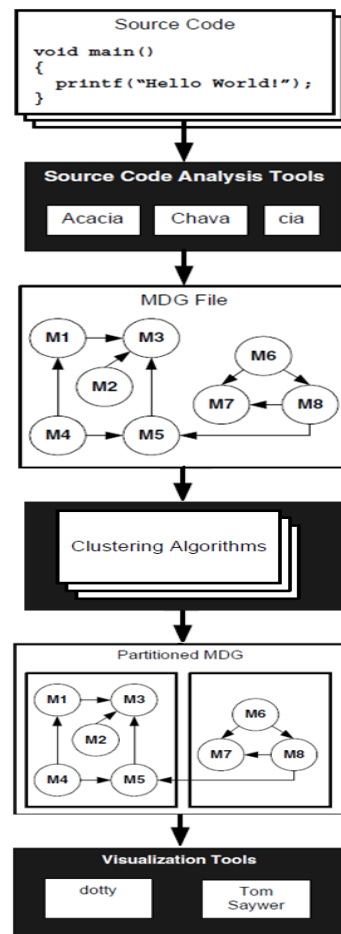 Source Code
void main()
{
printf(“Hello World!”);
}
Source Code Analysis Tools
Acacia Chava cia
MDG File
M1 M3
M6
M2
M7 M8
M4 M5
Clustering Algorithms
Partitioned MDG
M1 M3
M6
M2
M7 M8
M4 M5
Visualization Tools
dotty Tom
Saywer